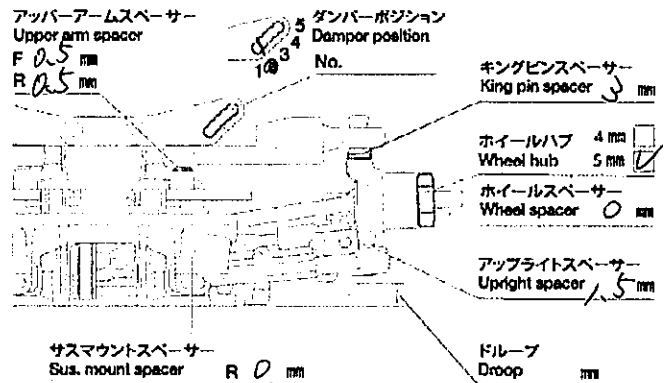 アッパーアームスペーサー
Upper arm spacer
F 0.5 mm
R 0.5 mm
ダンパーポジション
Dampor position
5
4
3
1
No.
キングピンスペーサー
King pin spacer 3 mm
ホイールハブ 4 mm
Wheel hub 5 mm
ホイールスペーサー
Wheel spacer 0 mm
アップライトスペーサー
Upright spacer 1.5 mm
サスマウントスペーサー
Sus. mount spacer R 0 mm
ドループ
Droop mm